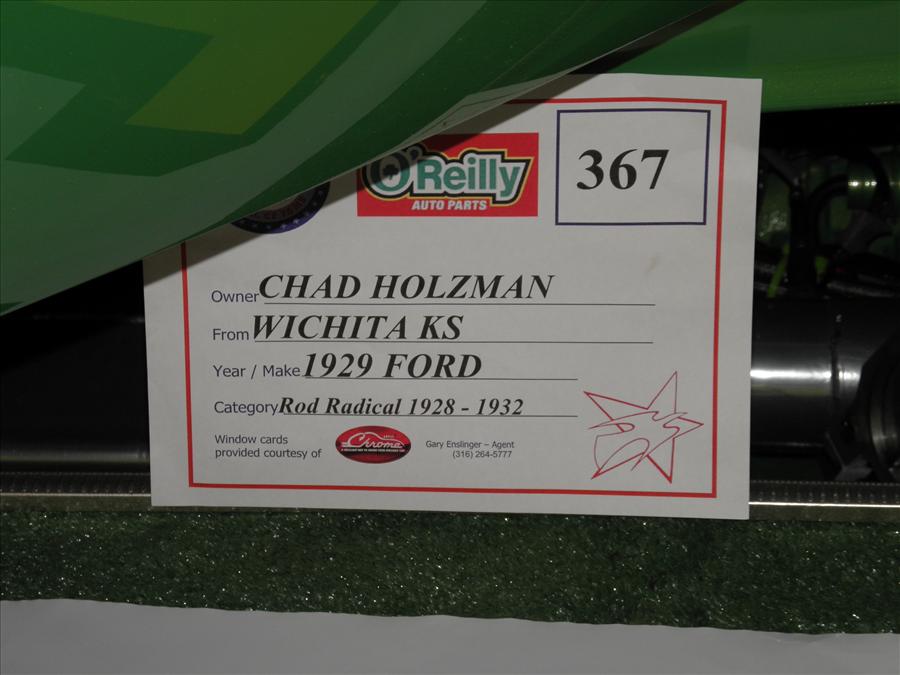 O'Reilly
AUTO PARTS
367
Owner CHAD HOLZMAN
From WICHITA KS
Year / Make 1929 FORD
Category Rod Radical 1928 - 1932
Window cards
provided courtesy of
Chroma
Gary Enslinger – Agent
(316) 264-5777